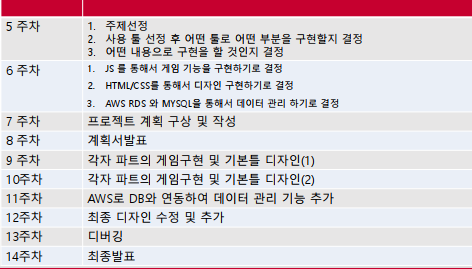 5 주차
1. 주제선정
2. 사용 툴 선정 후 어떤 툴로 어떤 부분을 구현할지 결정
3. 어떤 내용으로 구현을 할 것인지 결정
6 주차
1. JS 를 통해서 게임 기능을 구현하기로 결정
2. HTML/CSS를 통해서 디자인 구현하기로 결정
3. AWS RDS 와 MYSQL을 통해서 데이터 관리 하기로 결정
7 주차 프로젝트 계획 구상 및 작성
8 주차 계획서발표
9 주차 각자 파트의 게임구현 및 기본틀 디자인(1)
10주차 각자 파트의 게임구현 및 기본틀 디자인(2)
11주차 AWS로 DB와 연동하여 데이터 관리 기능 추가
12주차 최종 디자인 수정 및 추가
13주차 디버깅
14주차 최종발표